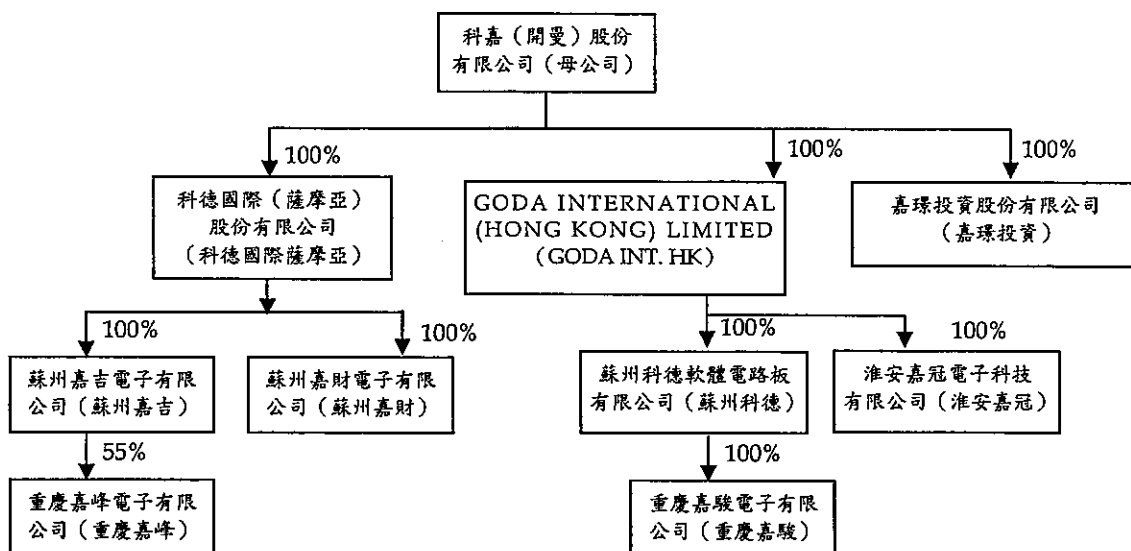 科嘉（開曼）股份
有限公司（母公司）
100%
100%
100%
科德國際（薩摩亞）
股份有限公司
（科德國際薩摩亞）
GODA INTERNATIONAL
(HONG KONG) LIMITED
（GODA INT. HK）
嘉璟投資股份有限公司
（嘉璟投資）
100%
100%
100%
100%
蘇州嘉吉電子有限
公司（蘇州嘉吉）
蘇州嘉財電子有限
公司（蘇州嘉財）
蘇州科德軟體電路板
有限公司（蘇州科德）
淮安嘉冠電子科技
有限公司（淮安嘉冠）
55%
100%
重慶嘉峰電子有限
公司（重慶嘉峰）
重慶嘉駿電子有限
公司（重慶嘉駿）